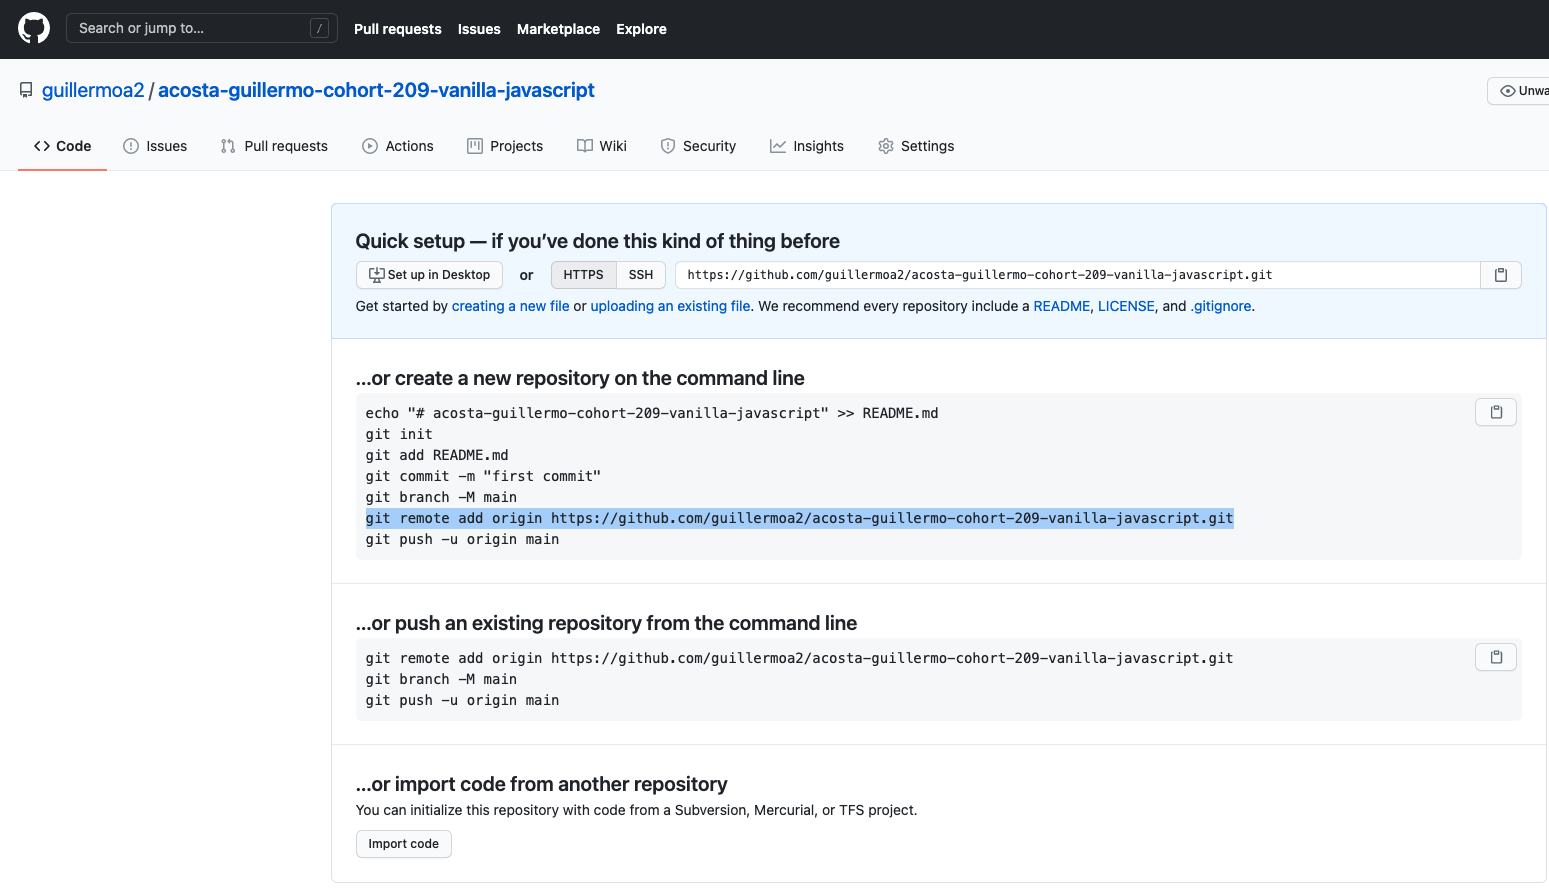 Search or jump to... /
Pull requests Issues Marketplace Explore
guillermoa2 / acosta-guillermo-cohort-209-vanilla-javascript
Unwa
Code Issues Pull requests Actions Projects Wiki Security Insights Settings
Quick setup — if you’ve done this kind of thing before
Set up in Desktop or HTTPS SSH https://github.com/guillermoa2/acosta-guillermo-cohort-209-vanilla-javascript.git
Get started by creating a new file or uploading an existing file. We recommend every repository include a README, LICENSE, and .gitignore.
…or create a new repository on the command line
echo "# acosta-guillermo-cohort-209-vanilla-javascript" >> README.md
git init
git add README.md
git commit -m "first commit"
git branch -M main
git remote add origin https://github.com/guillermoa2/acosta-guillermo-cohort-209-vanilla-javascript.git
git push -u origin main
…or push an existing repository from the command line
git remote add origin https://github.com/guillermoa2/acosta-guillermo-cohort-209-vanilla-javascript.git
git branch -M main
git push -u origin main
…or import code from another repository
You can initialize this repository with code from a Subversion, Mercurial, or TFS project.
Import code